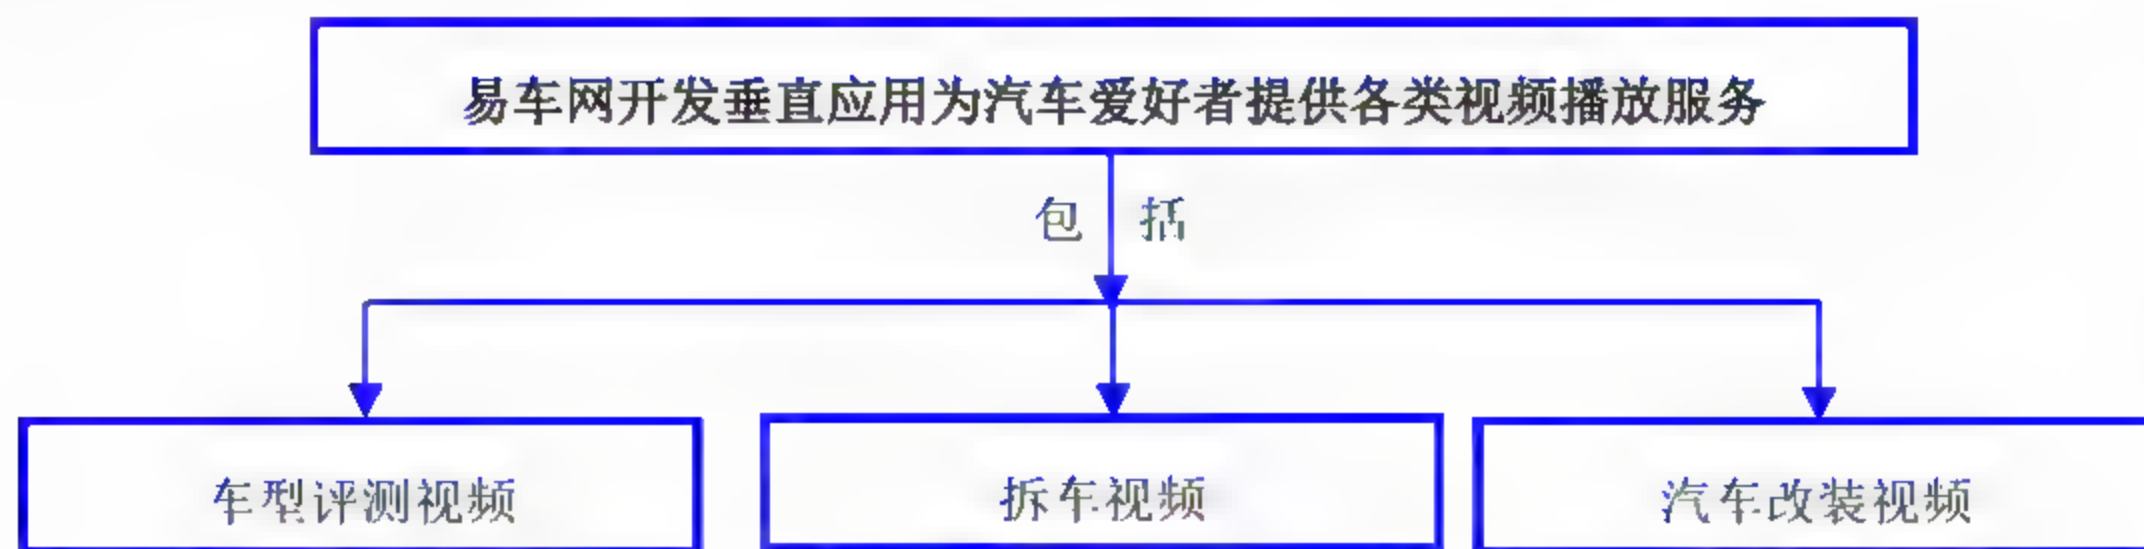 易车网开发垂直应用为汽车爱好者提供各类视频播放服务
包 括
车型评测视频
拆车视频
汽车改装视频